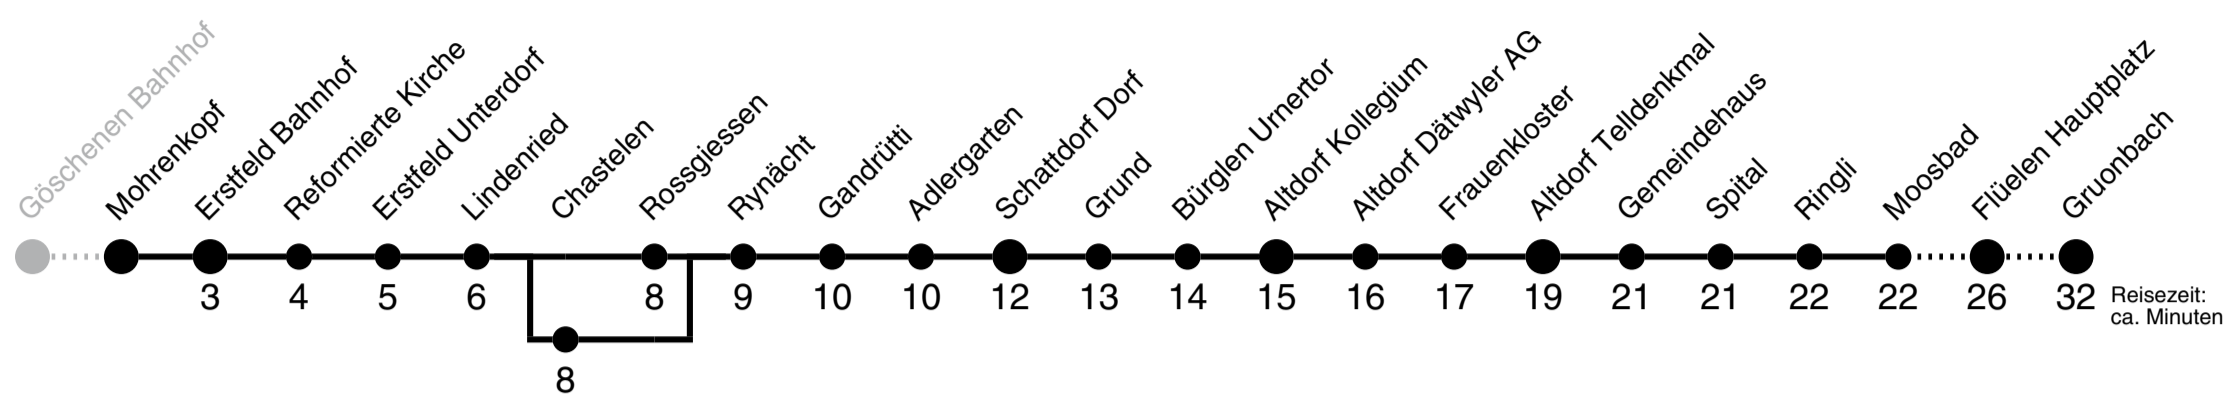 Göschenen Bahnhof
Mohrenkopf
Erstfeld Bahnhof
Reformierte Kirche
Erstfeld Unterdorf
Lindenried
Chastelen
Rossgiessen
Rynächt
Gandrütti
Adlergarten
Schattdorf Dorf
Grund
Bürglen Urnertor
Altdorf Kollegium
Altdorf Dätwyler AG
Frauenkloster
Altdorf Telldenkmal
Gemeindehaus
Spital
Ringli
Moosbad
Flüelen Hauptplatz
Gruonbach
3 4 5 6 8 9 10 10 12 13 14 15 16 17 19 21 21 22 22 26 32
Reisezeit:
ca. Minuten
8